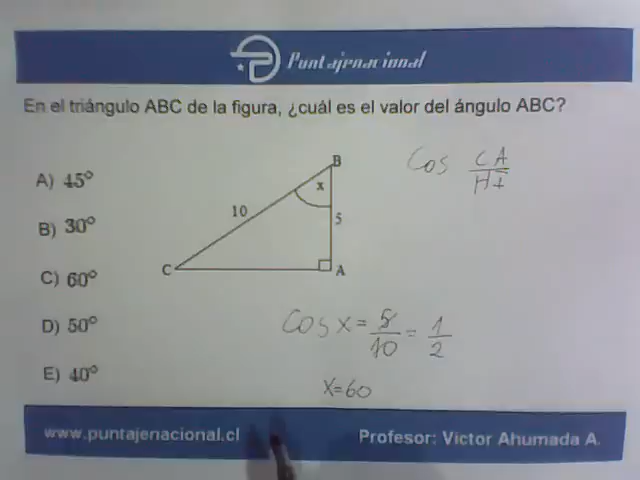 Puntajenacional
En el triángulo ABC de la figura, ¿cuál es el valor del ángulo ABC?
A) 45°
B) 30°
C) 60°
D) 50°
E) 40°
B
x
10
5
C
A
Cos CA
Hi
Cos x = 5/10 = 1/2
x=60
www.puntajenacional.cl
Profesor: Victor Ahumada A.